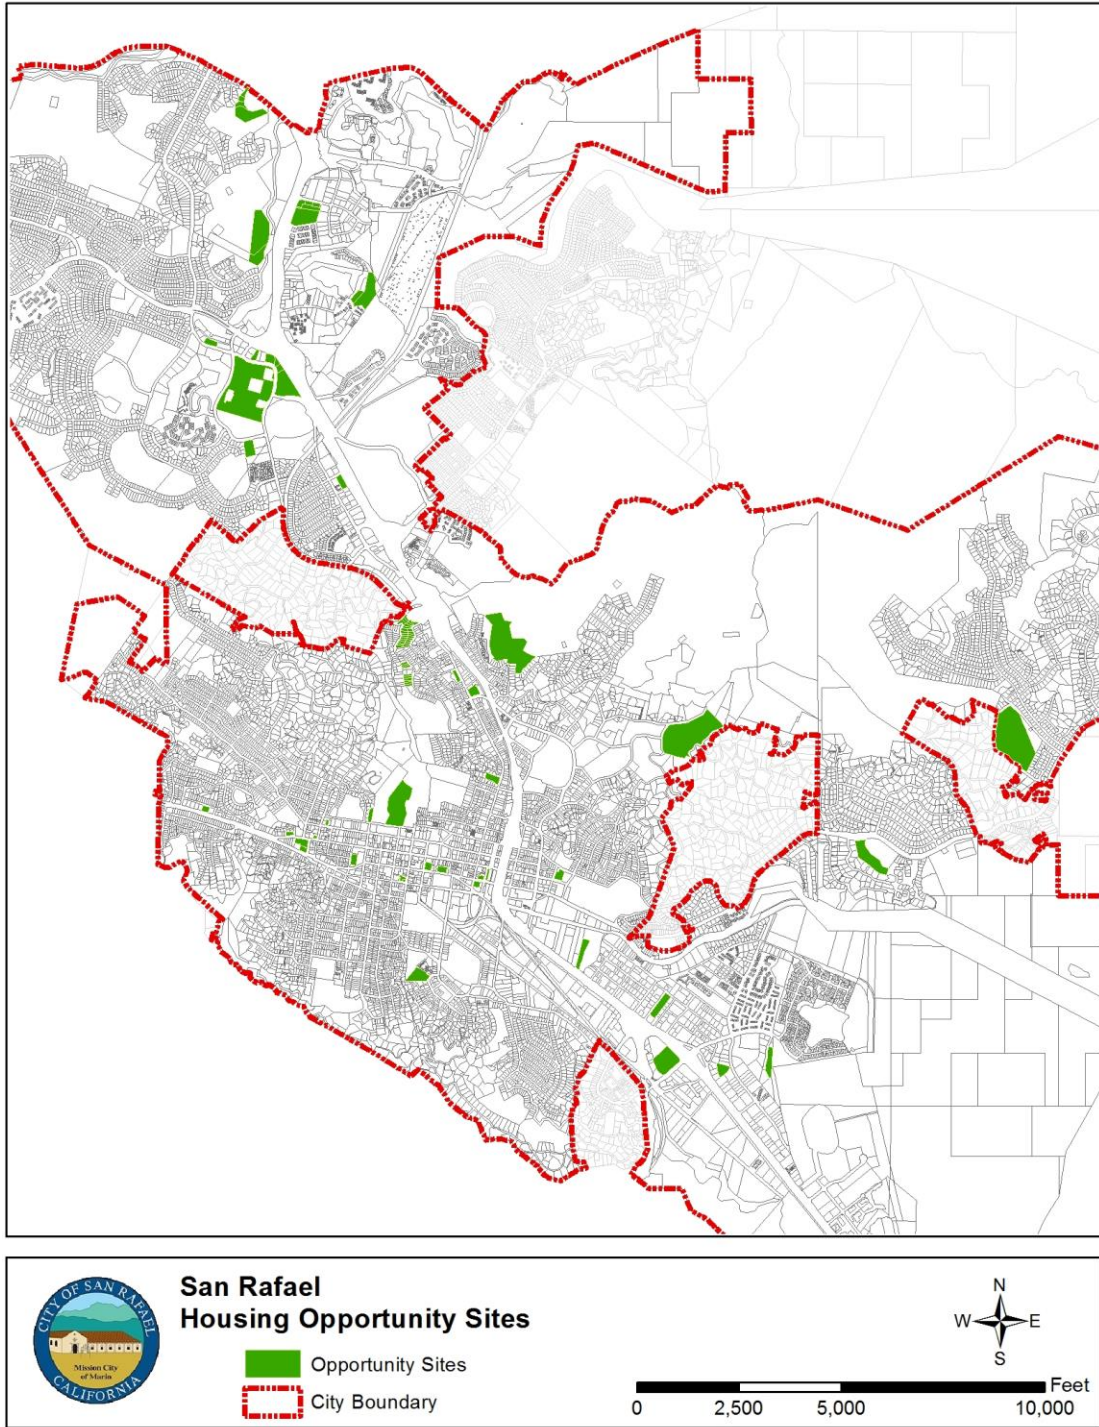 CITY OF SAN RAFAEL
Mission City
of Marin
CALIFORNIA
San Rafael
Housing Opportunity Sites
Opportunity Sites
City Boundary
N
W E
S
Feet
0 2,500 5,000 10,000